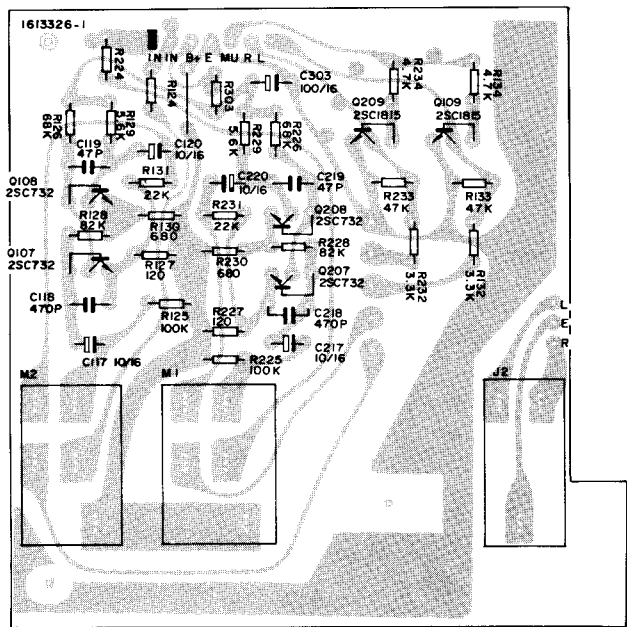 1613326-1
R224
R124
ININ B+E MURL
R303
C303
100/16
R234
4.7K
R134
4.7K
Q209
2SC1815
Q109
2SC1815
R126
68K
R129
5.6K
R229
5.6K
R226
68K
C119
47P
C120
10/16
R131
22K
C220
10/16
C219
47P
R233
47K
R133
47K
Q108
2SC732
R128
82K
R130
680
R231
22K
Q208
2SC732
R228
82K
Q107
2SC732
R127
120
R230
680
Q207
2SC732
R232
3.3K
R132
3.3K
C118
470P
R125
100K
R227
120
C218
470P
L
E
R
C117 10/16
R225
100K
C217
10/16
M2
M1
J2